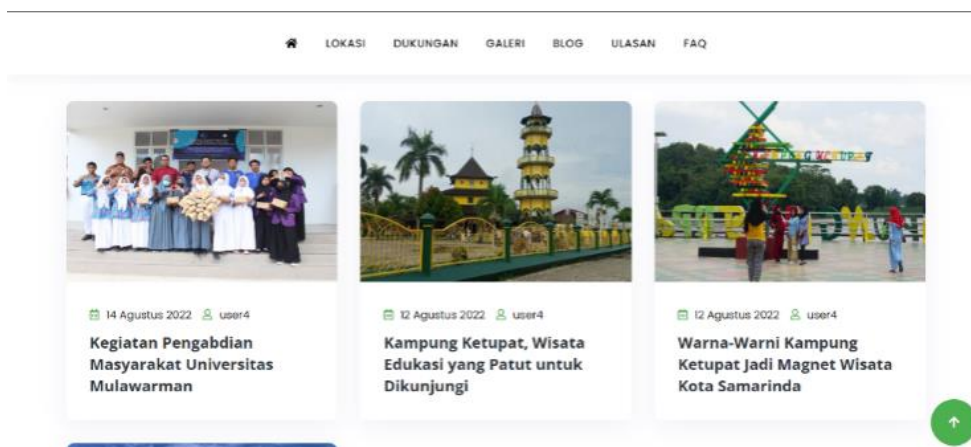 LOKASI DUKUNGAN GALERI BLOG ULASAN FAQ
14 Agustus 2022 user4
Kegiatan Pengabdian
Masyarakat Universitas
Mulawarman
12 Agustus 2022 user4
Kampung Ketupat, Wisata
Edukasi yang Patut untuk
Dikunjungi
12 Agustus 2022 user4
Warna-Warni Kampung
Ketupat Jadi Magnet Wisata
Kota Samarinda